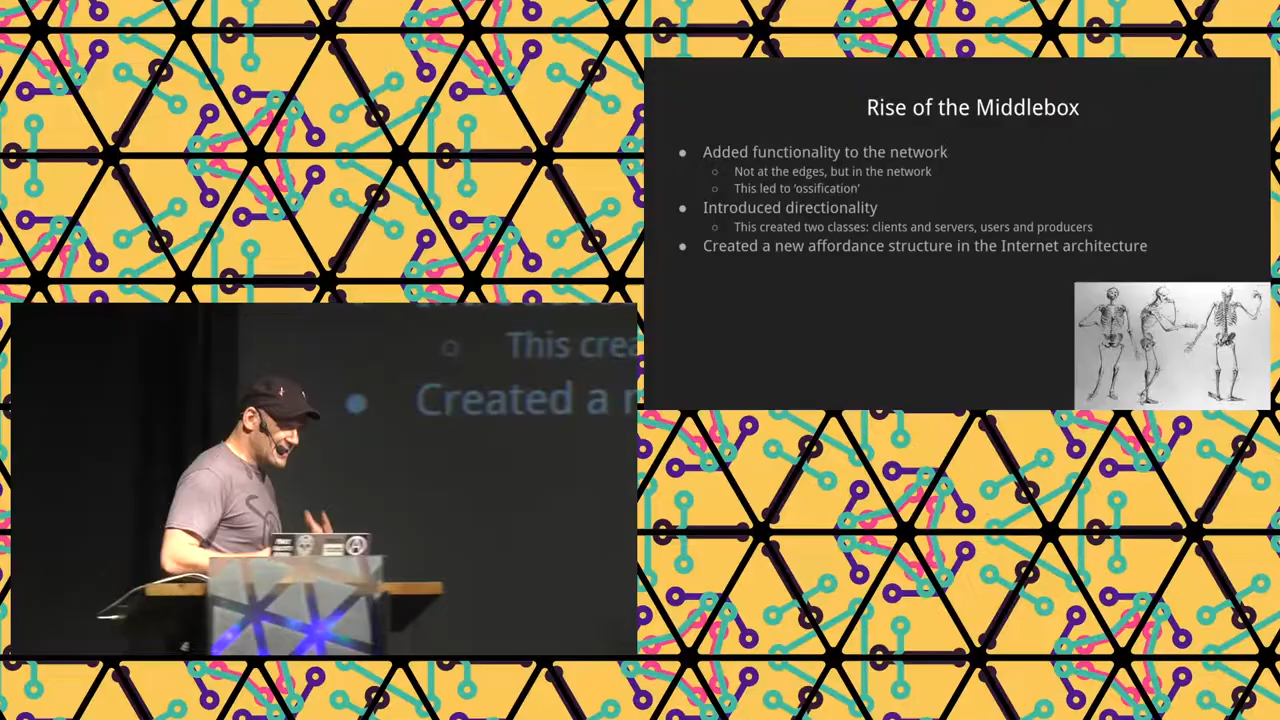 Rise of the Middlebox
● Added functionality to the network
○ Not at the edges, but in the network
○ This led to ‘ossification’
● Introduced directionality
○ This created two classes: clients and servers, users and producers
● Created a new affordance structure in the Internet architecture
○ This crea
● Created a